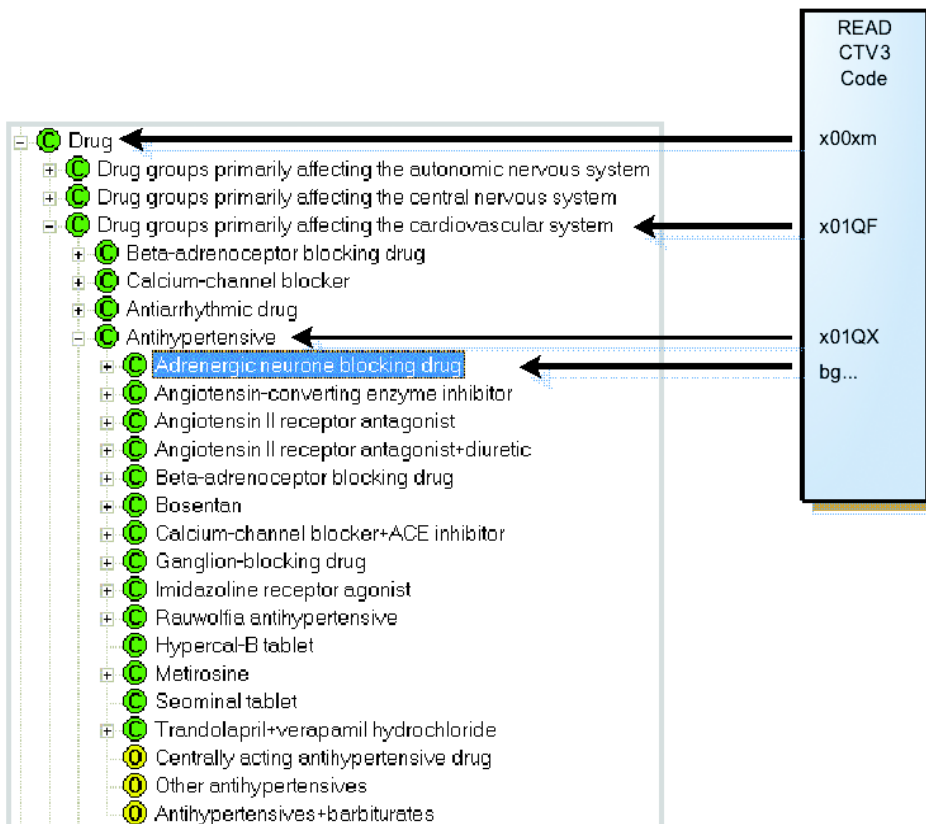 READ
CTV3
Code
C Drug x00xm
C Drug groups primarily affecting the autonomic nervous system
C Drug groups primarily affecting the central nervous system
C Drug groups primarily affecting the cardiovascular system x01QF
C Beta-adrenoceptor blocking drug
C Calcium-channel blocker
C Antiarrhythmic drug
C Antihypertensive x01QX
C Adrenergic neurone blocking drug bg...
C Angiotensin-converting enzyme inhibitor
C Angiotensin II receptor antagonist
C Angiotensin II receptor antagonist+diuretic
C Beta-adrenoceptor blocking drug
C Bosentan
C Calcium-channel blocker+ACE inhibitor
C Ganglion-blocking drug
C Imidazoline receptor agonist
C Rauwolfia antihypertensive
C Hypercal-B tablet
C Metirosine
C Seominal tablet
C Trandolapril+verapamil hydrochloride
O Centrally acting antihypertensive drug
O Other antihypertensives
O Antihypertensives+barbiturates